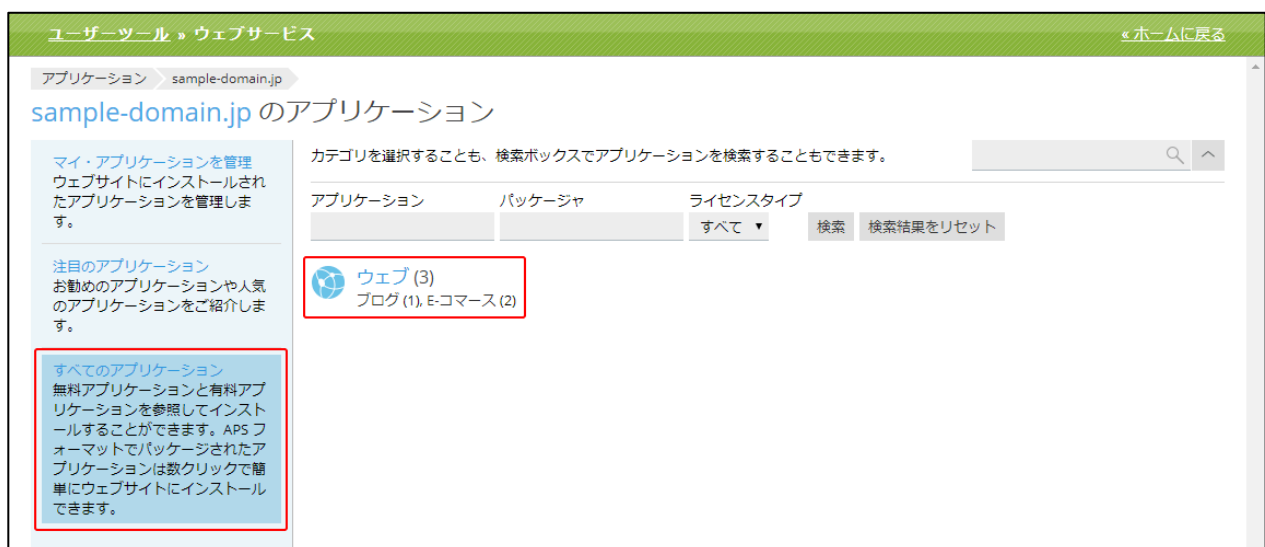 ユーザーツール » ウェブサービス
«ホームに戻る
アプリケーション sample-domain.jp
sample-domain.jp のアプリケーション
マイ・アプリケーションを管理
ウェブサイトにインストールされ
たアプリケーションを管理しま
す。
注目のアプリケーション
お勧めのアプリケーションや人気
のアプリケーションをご紹介しま
す。
すべてのアプリケーション
無料アプリケーションと有料アプ
リケーションを参照してインスト
ールすることができます。APS フ
ォーマットでパッケージされたア
プリケーションは数クリックで簡
単にウェブサイトにインストール
できます。
カテゴリを選択することも、検索ボックスでアプリケーションを検索することもできます。
アプリケーション パッケージャ ライセンスタイプ
すべて 検索 検索結果をリセット
ウェブ (3)
ブログ (1), E-コマース (2)